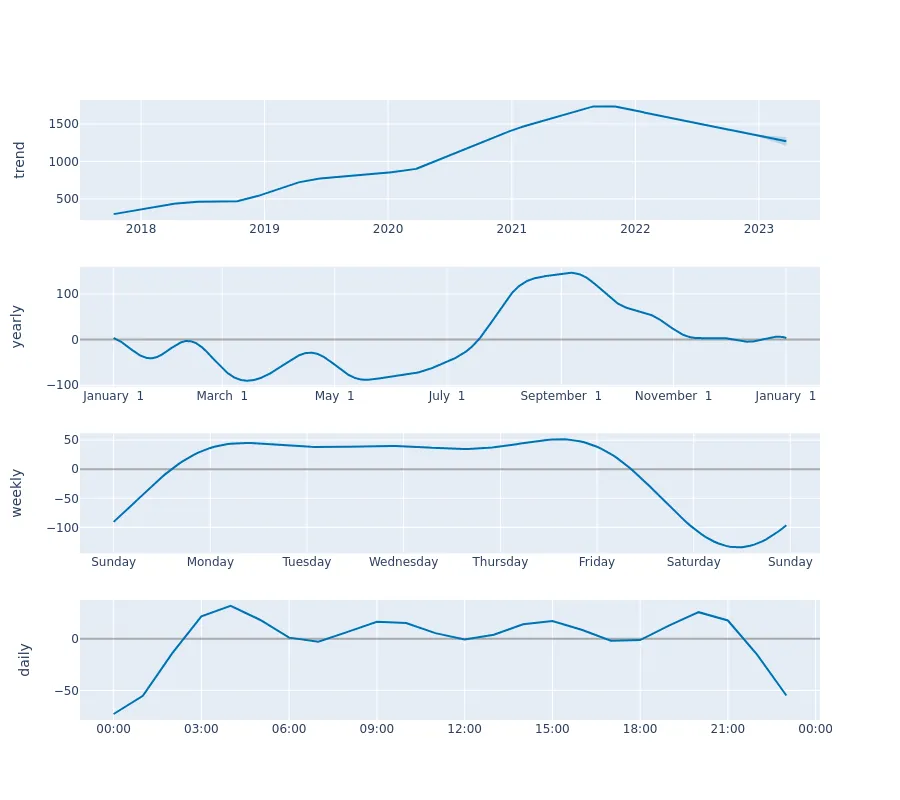 trend
1500
1000
500
2018 2019 2020 2021 2022 2023
yearly
100
0
−100
January 1 March 1 May 1 July 1 September 1 November 1 January 1
weekly
50
0
−50
−100
Sunday Monday Tuesday Wednesday Thursday Friday Saturday Sunday
daily
0
−50
00:00 03:00 06:00 09:00 12:00 15:00 18:00 21:00 00:00